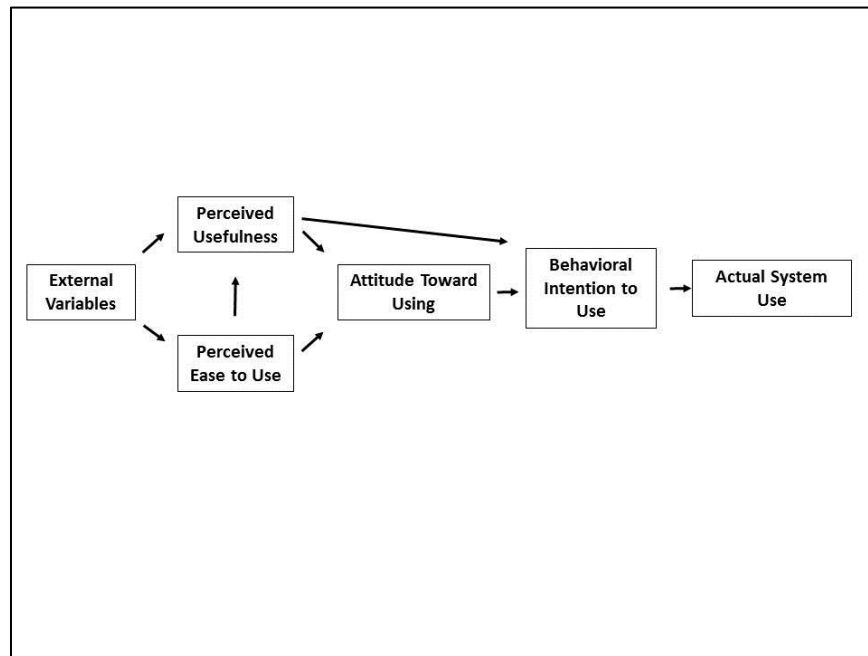 Perceived
Usefulness
External
Variables
Perceived
Ease to Use
Attitude Toward
Using
Behavioral
Intention to
Use
Actual System
Use